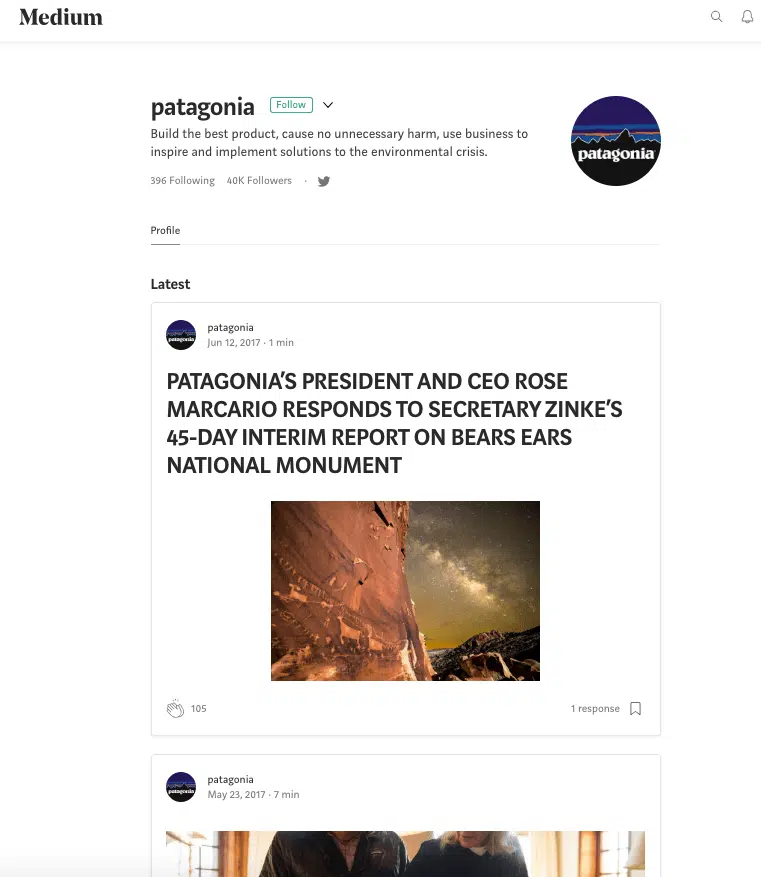 Medium
patagonia Follow
Build the best product, cause no unnecessary harm, use business to
inspire and implement solutions to the environmental crisis.
396 Following 40K Followers ·
patagonia
Profile
Latest
patagonia
patagonia
Jun 12, 2017 · 1 min
PATAGONIA’S PRESIDENT AND CEO ROSE
MARCARIO RESPONDS TO SECRETARY ZINKE’S
45-DAY INTERIM REPORT ON BEARS EARS
NATIONAL MONUMENT
105 1 response
patagonia
patagonia
May 23, 2017 · 7 min